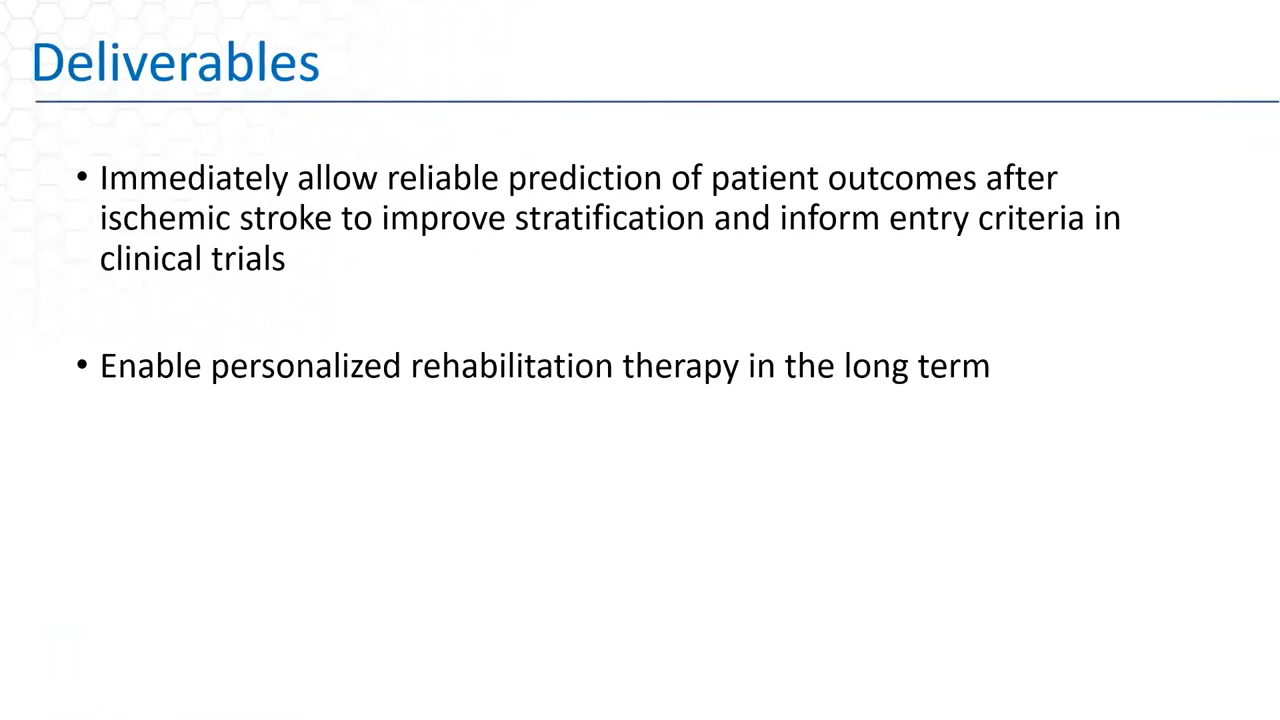 Deliverables
• Immediately allow reliable prediction of patient outcomes after
ischemic stroke to improve stratification and inform entry criteria in
clinical trials
• Enable personalized rehabilitation therapy in the long term